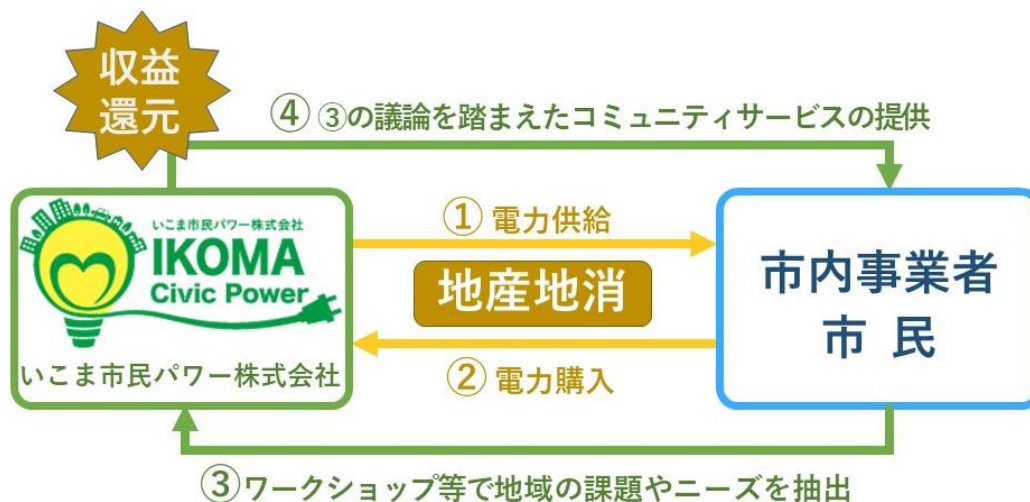 収益
還元
④ ③の議論を踏まえたコミュニティサービスの提供
いこま市民パワー株式会社
IKOMA
Civic Power
いこま市民パワー株式会社
① 電力供給
地産地消
② 電力購入
市内事業者
市 民
③ワークショップ等で地域の課題やニーズを抽出